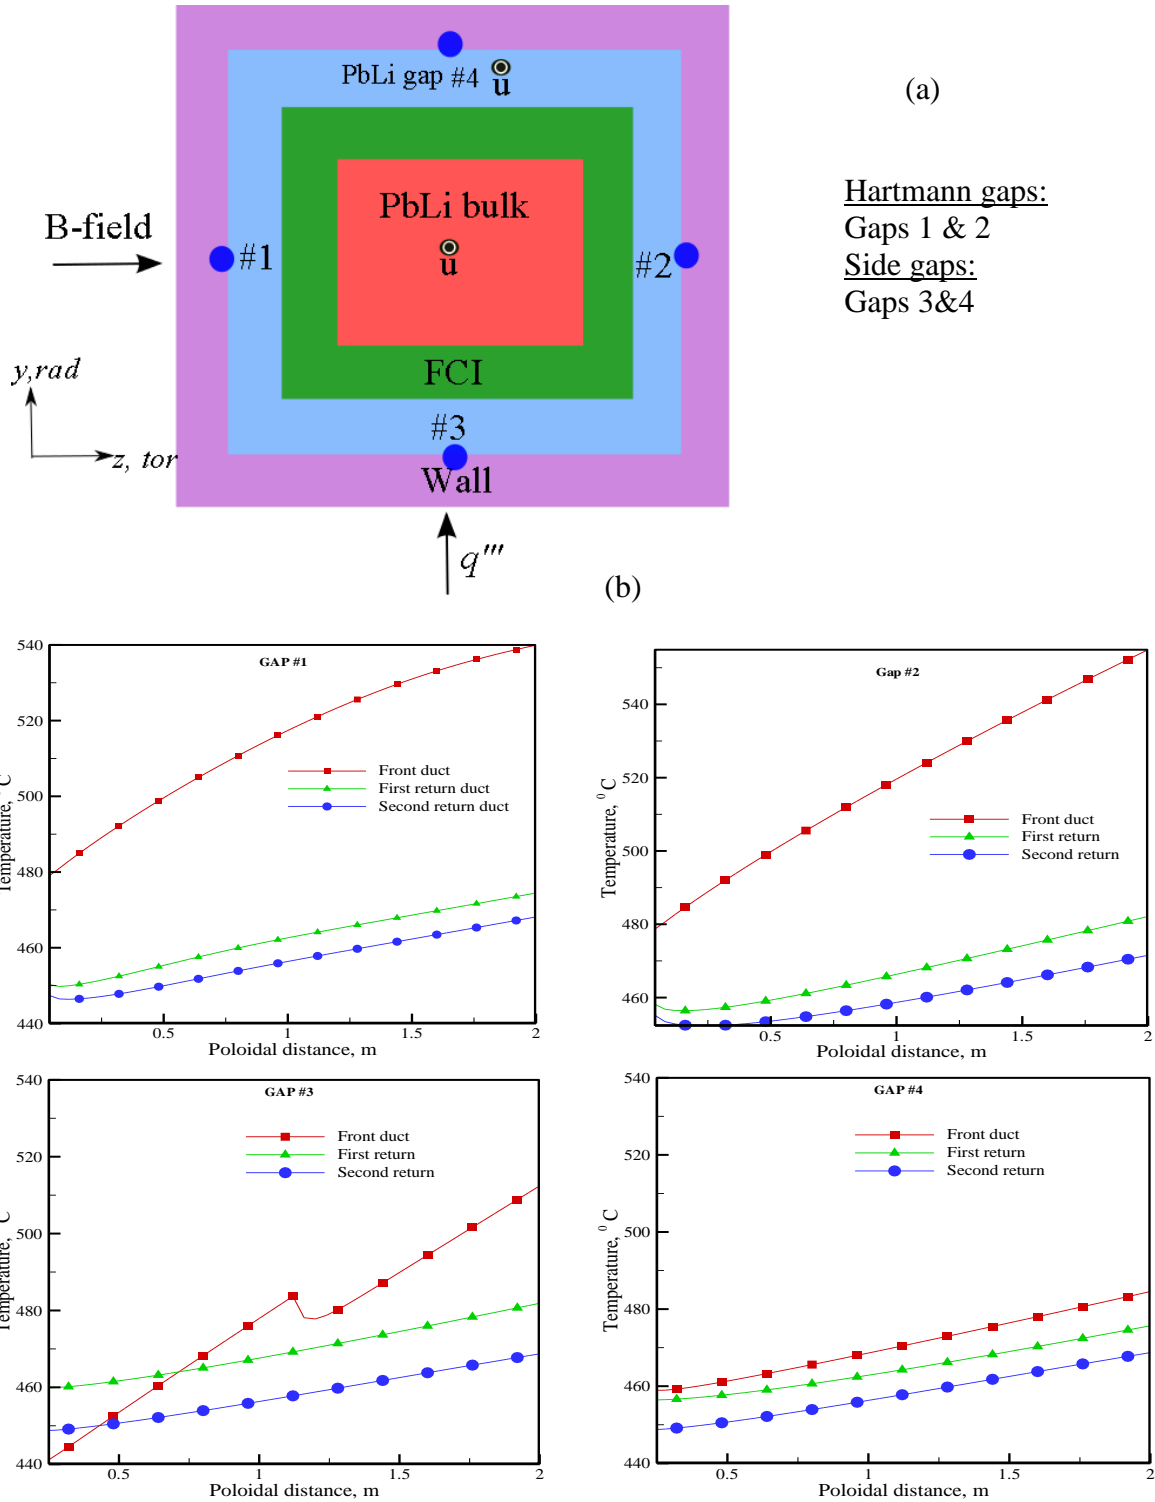 PbLi gap #4
u
(a)
Hartmann gaps:
Gaps 1 & 2
Side gaps:
Gaps 3&4
PbLi bulk
B-field
#1
u
#2
FCI
y,rad
#3
z, tor
Wall
q'''
(b)
GAP #1
540
520
500
480
460
440
Temperature, ⁰C
Front duct
First return duct
Second return duct
0.5 1 1.5 2
Poloidal distance, m
Gap #2
540
520
500
480
460
Temperature, ⁰C
Front duct
First return
Second return
0.5 1 1.5 2
Poloidal distance, m
GAP #3
540
520
500
480
460
440
Temperature, ⁰C
Front duct
First return
Second return
0.5 1 1.5 2
Poloidal distance, m
GAP #4
540
520
500
480
460
440
Temperature, ⁰C
Front duct
First return
Second return
0.5 1 1.5 2
Poloidal distance, m